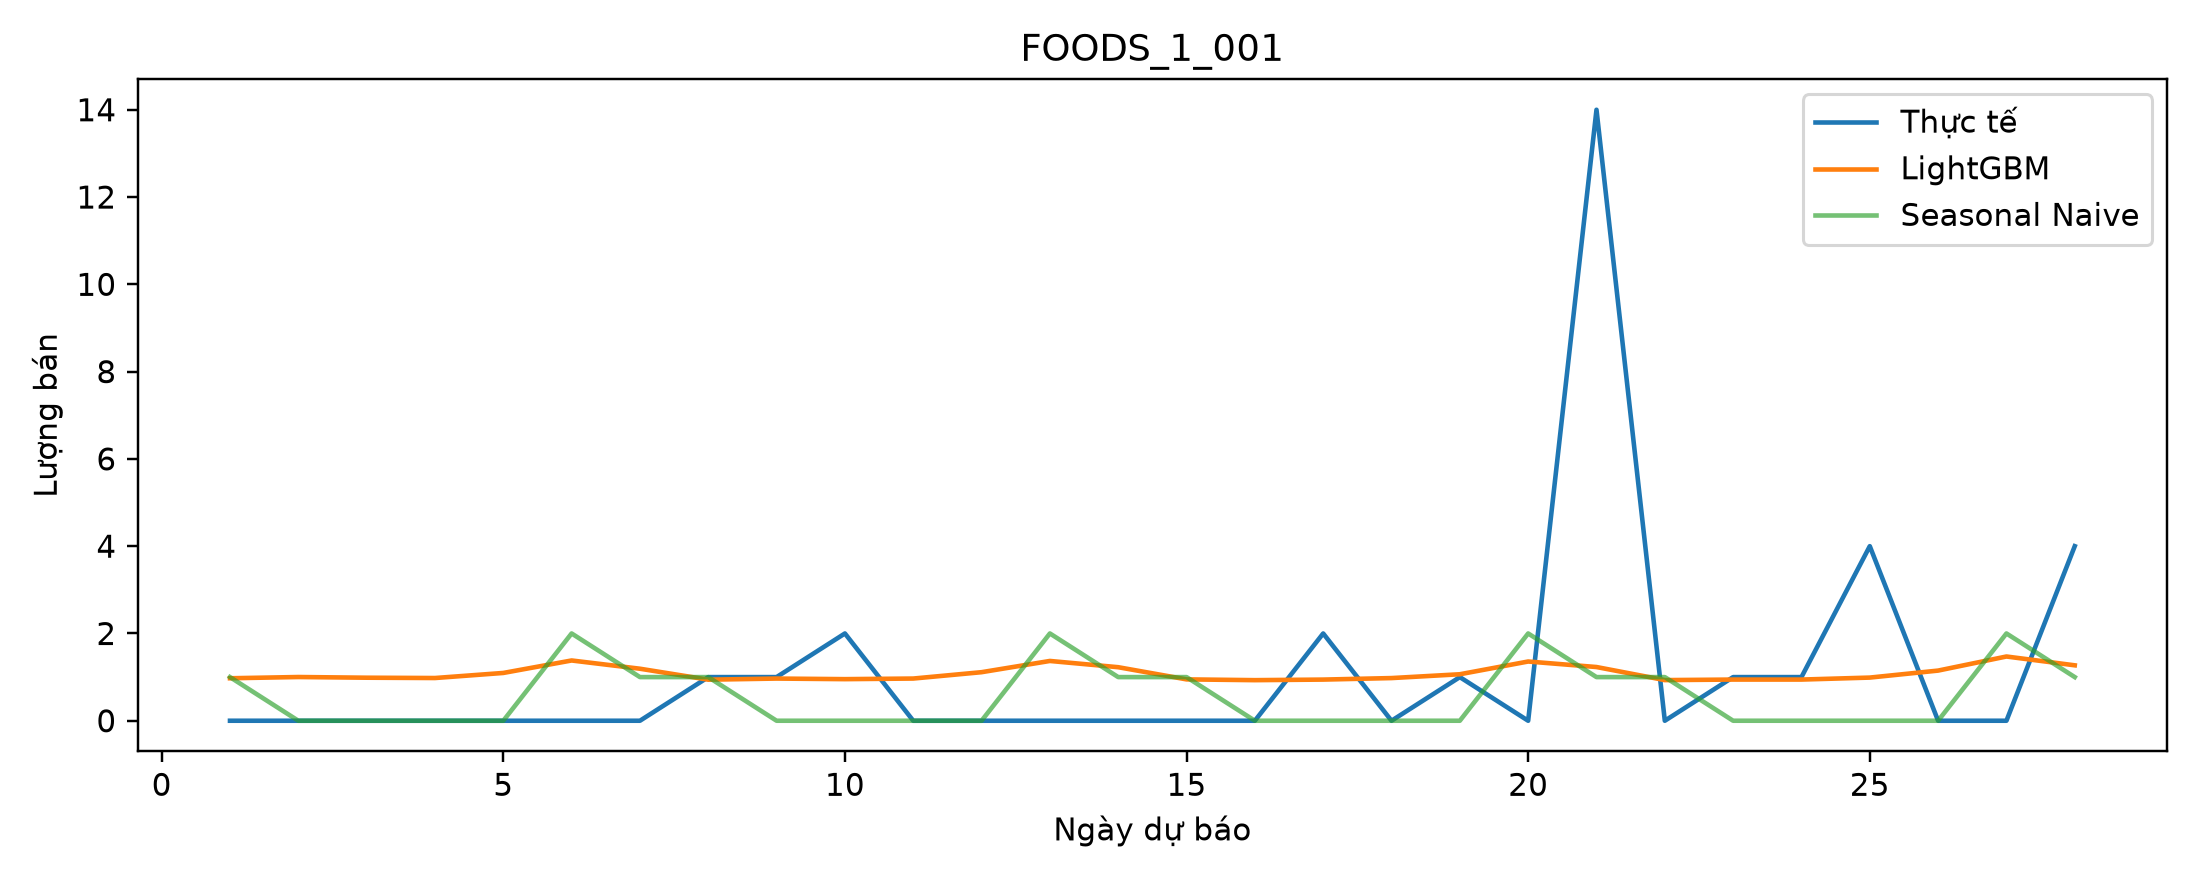 FOODS_1_001
14
12
10
8
6
4
2
0
Lượng bán
Thực tế
LightGBM
Seasonal Naive
0 5 10 15 20 25
Ngày dự báo